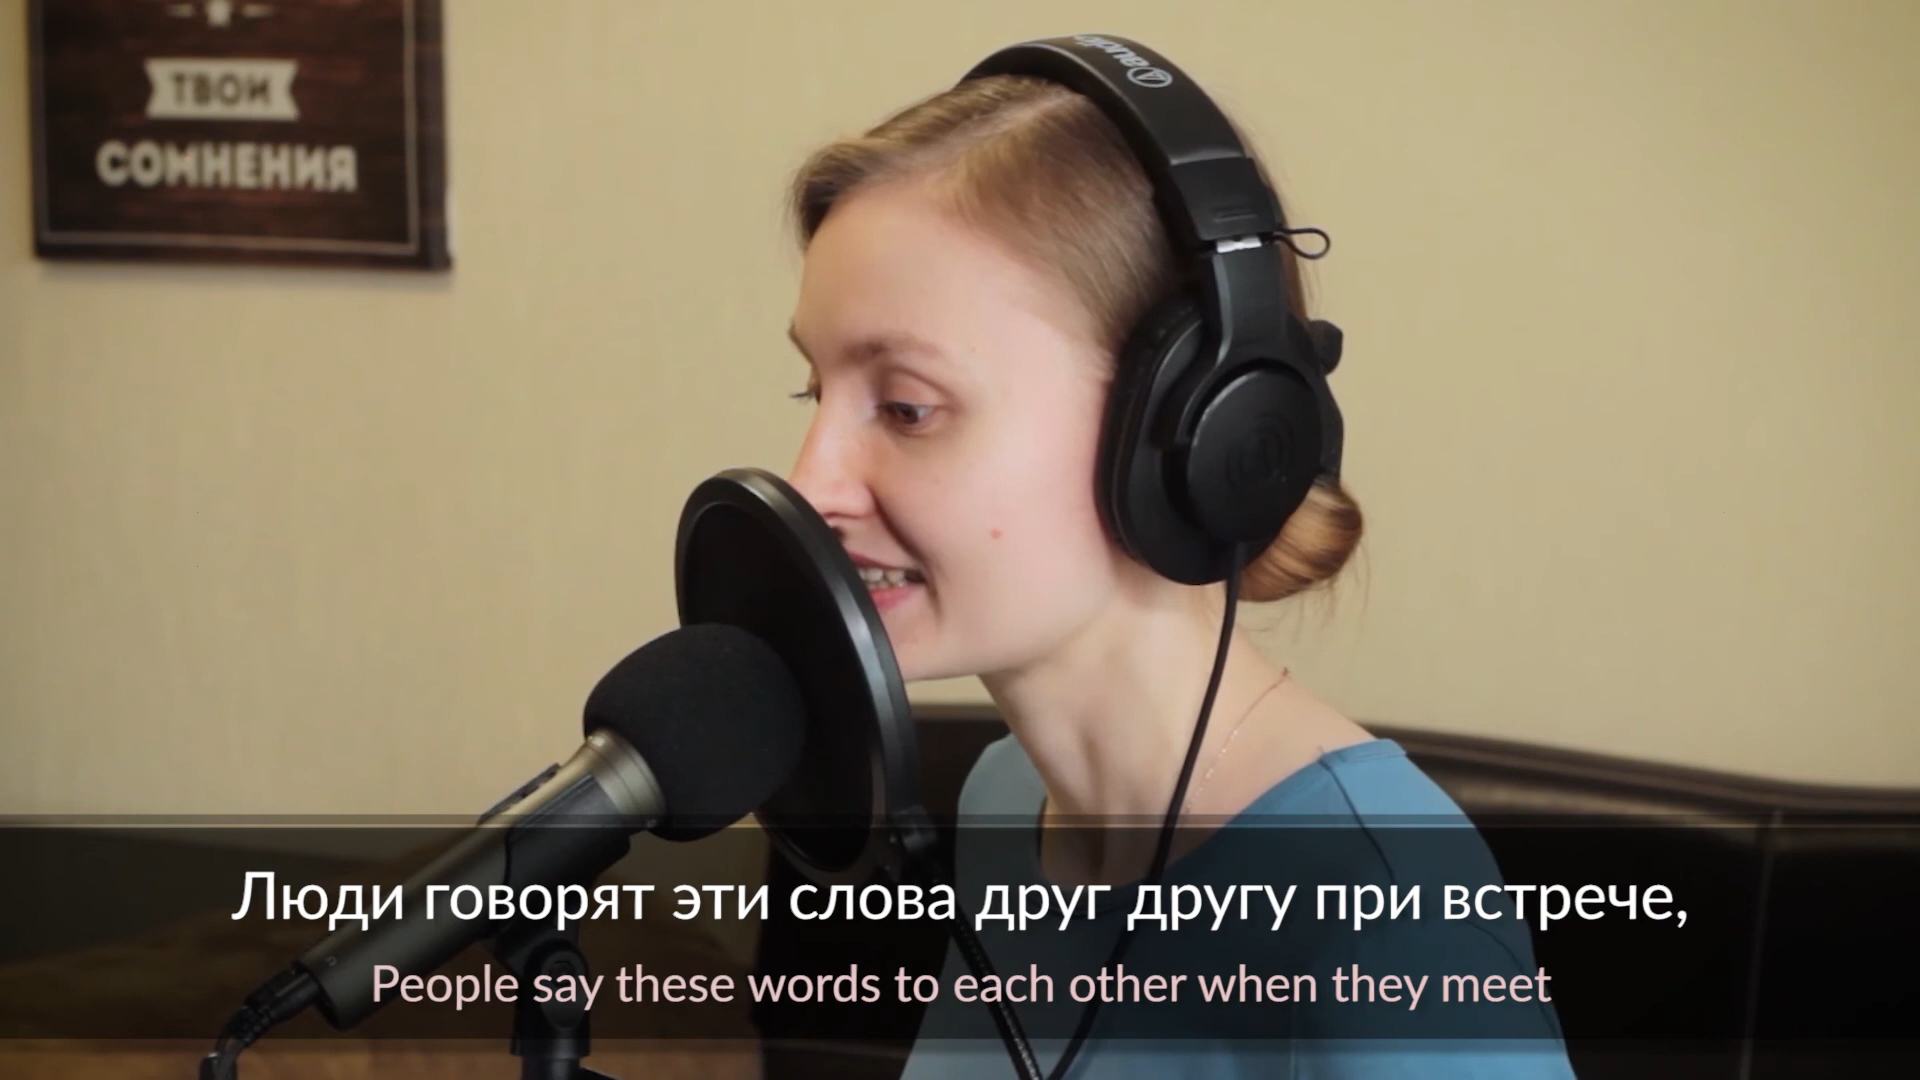 ТВОИ
СОМНЕНИЯ
audio
Люди говорят эти слова друг другу при встрече,
People say these words to each other when they meet